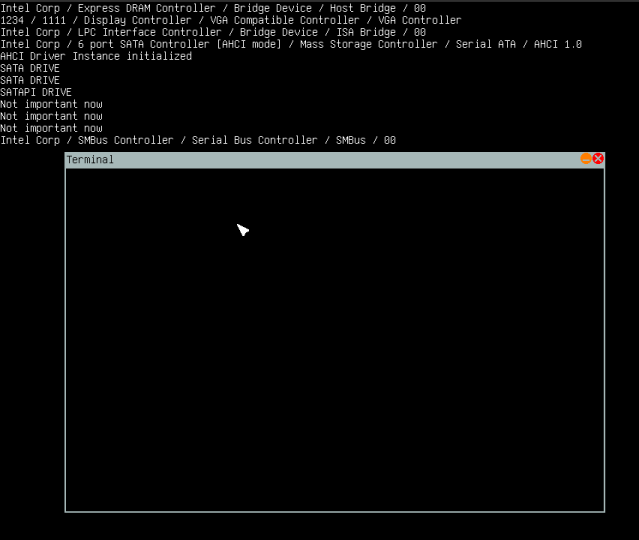 Intel Corp / Express DRAM Controller / Bridge Device / Host Bridge / 00
1234 / 1111 / Display Controller / VGA Compatible Controller / VGA Controller
Intel Corp / LPC Interface Controller / Bridge Device / ISA Bridge / 00
Intel Corp / 6 port SATA Controller [AHCI mode] / Mass Storage Controller / Serial ATA / AHCI 1.0
AHCI Driver Instance initialized
SATA DRIVE
SATA DRIVE
SATAPI DRIVE
Not important now
Not important now
Not important now
Intel Corp / SMBus Controller / Serial Bus Controller / SMBus / 00
Terminal